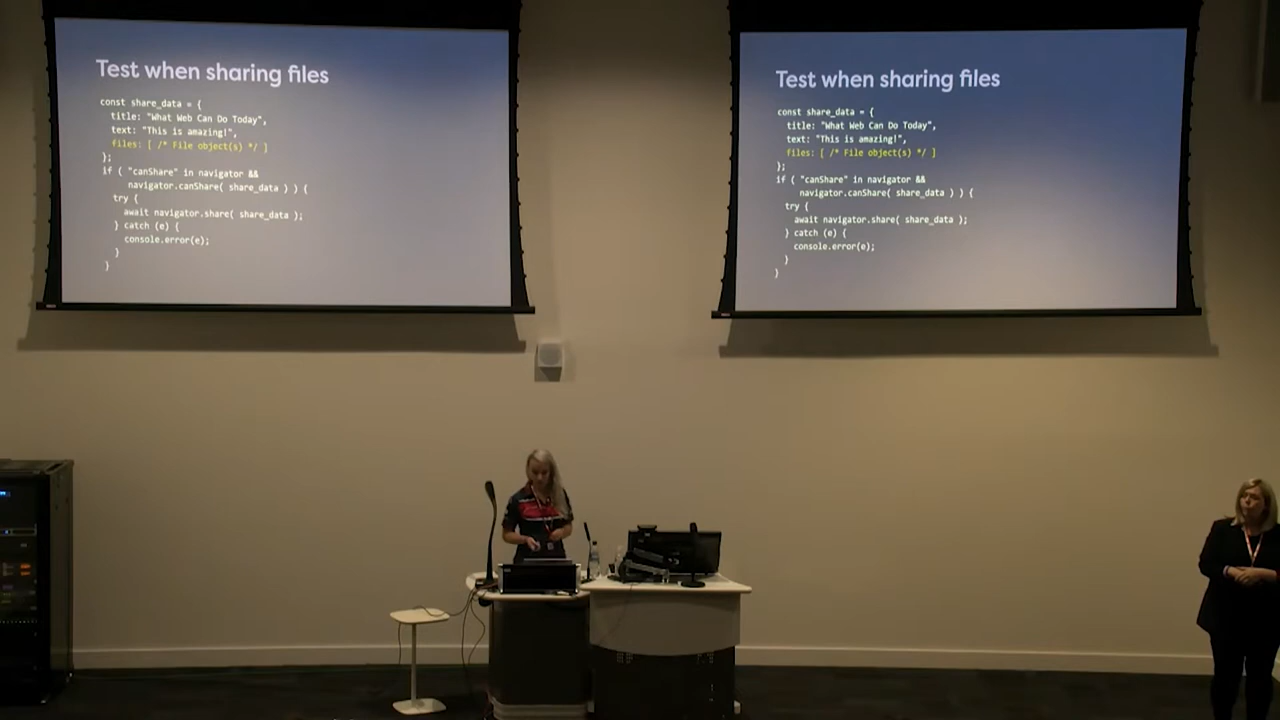 Test when sharing files
const share_data = {
title: "What Web Can Do Today",
text: "This is amazing!",
files: [ /* File object(s) */ ]
};
if ( "canShare" in navigator &&
navigator.canShare( share_data ) ) {
try {
await navigator.share( share_data );
} catch (e) {
console.error(e);
}
}
Test when sharing files
const share_data = {
title: "What Web Can Do Today",
text: "This is amazing!",
files: [ /* File object(s) */ ]
};
if ( "canShare" in navigator &&
navigator.canShare( share_data ) ) {
try {
await navigator.share( share_data );
} catch (e) {
console.error(e);
}
}